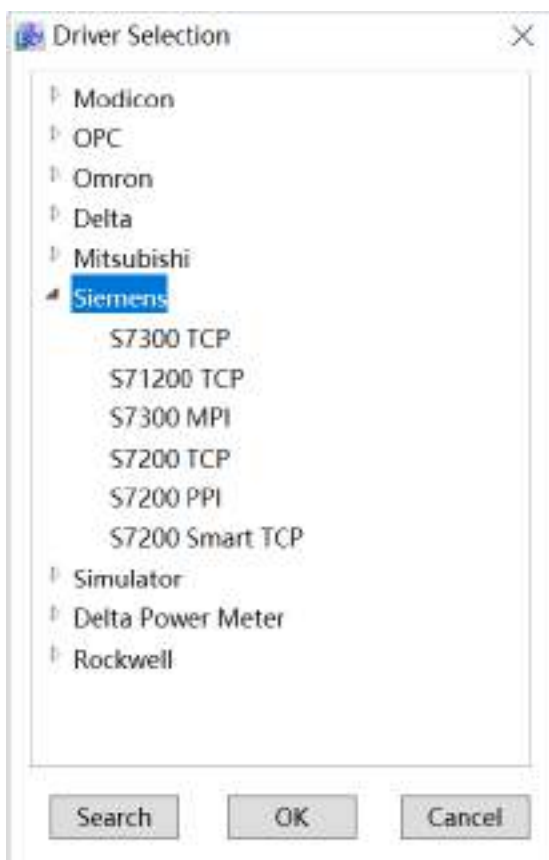 Driver Selection
Modicon
OPC
Omron
Delta
Mitsubishi
Siemens
S7300 TCP
S71200 TCP
S7300 MPI
S7200 TCP
S7200 PPI
S7200 Smart TCP
Simulator
Delta Power Meter
Rockwell
Search OK Cancel